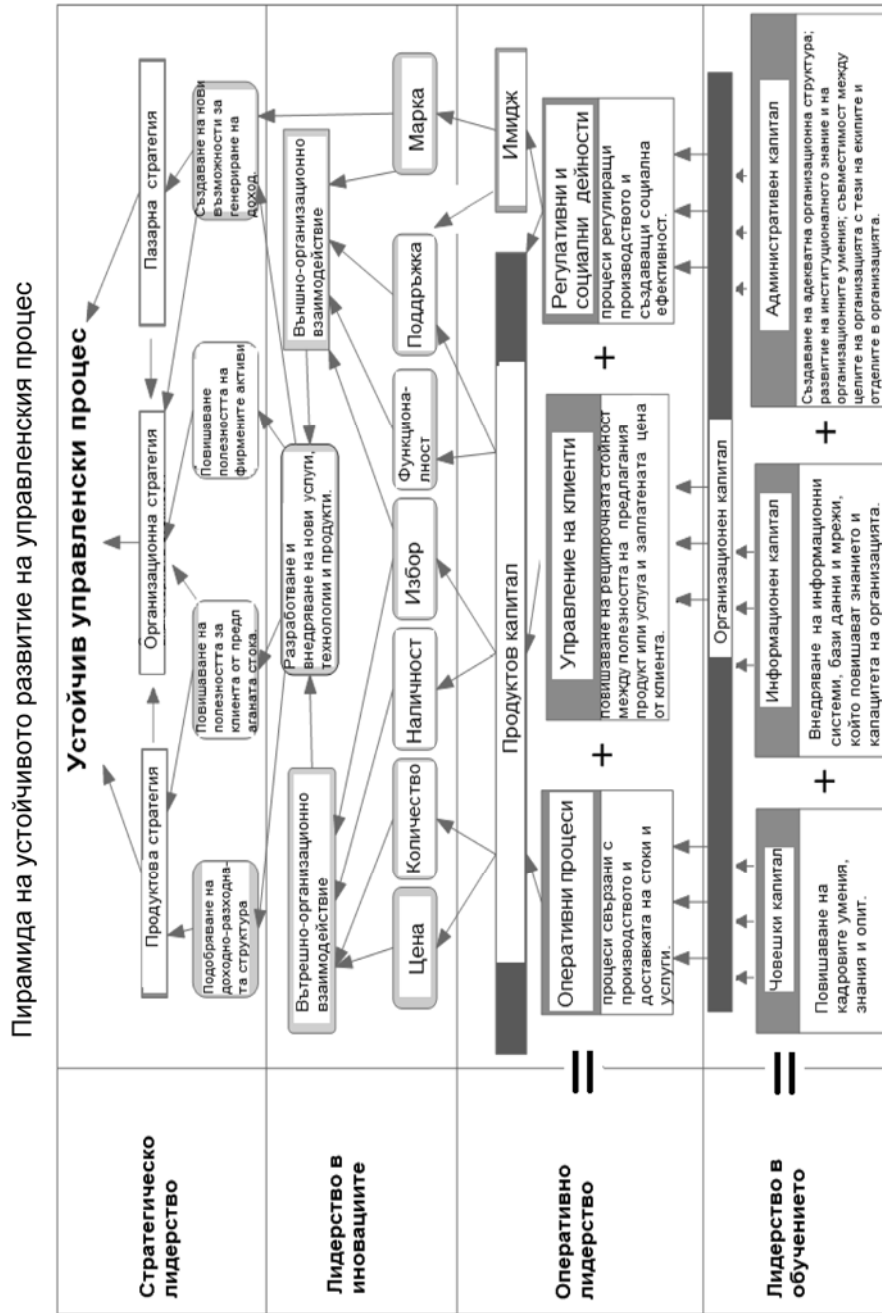 Пирамида на устойчивото развитие на управленския процес
Стратегическо
лидерство
Устойчив управленски процес
Продуктова стратегия
Организационна стратегия
Пазарна стратегия
Подобряване на
доходно-разходна-
та структура
Повишаване на
полезността за
клиента от предл
аганата стока.
Повишаване
полезността на
фирмените активи
Създаване на нови
възможности за
генериране на
доход.
Лидерство в
иновациите
Вътрешно-организационно
взаимодействие
Разработване и
внедряване на нови услуги,
технологии и продукти.
Външно-организационно
взаимодействие
Цена
Количество
Наличност
Избор
Функциона-
лност
Поддръжка
Марка
Оперативно
лидерство
=
Продуктов капитал
Имидж
Оперативни процеси
процеси свързани с
производството и
доставката на стоки и
услуги.
+
Управление на клиенти
повишаване на реципрочната стойност
между полезността на предлагания
продукт или услуга и заплатената цена
от клиента.
+
Регулативни и
социални дейности
процеси регулиращи
производството и
създаващи социална
ефективност.
Лидерство в
обучението
=
Организационен капитал
Човешки капитал
Повишаване на
кадровите умения,
знания и опит.
+
Информационен капитал
Внедряване на информационни
системи, бази данни и мрежи,
който повишават знанието и
капацитета на организацията.
+
Административен капитал
Създаване на адекватна организационна структура;
развитие на институционалното знание и на
организационните умения; съвместимост между
целите на организацията с тези на екипите и
отделите в организацията.